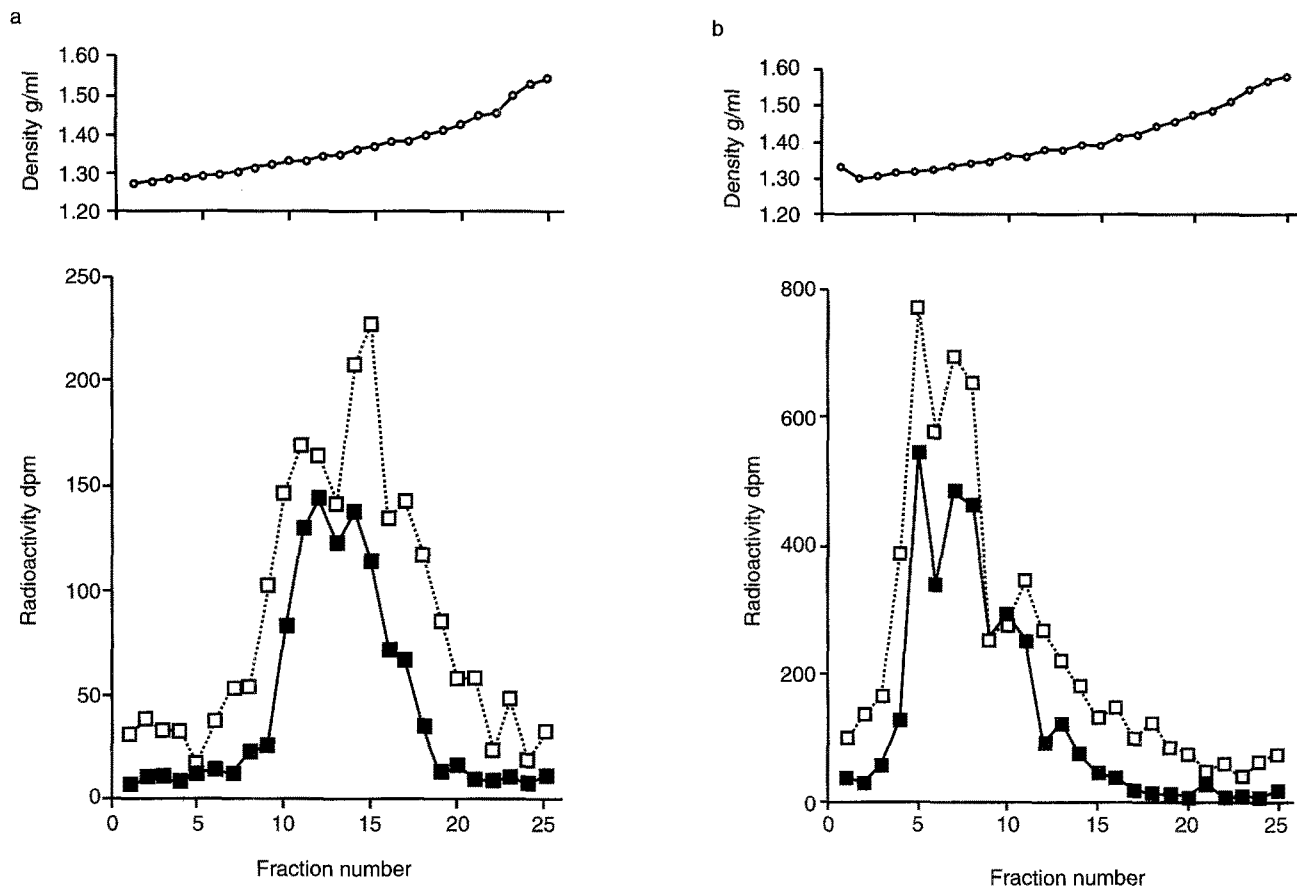 a
1.60
1.50
1.40
1.30
1.20
Density g/ml
250
200
150
100
50
0
Radioactivity dpm
0 5 10 15 20 25
Fraction number
b
1.60
1.50
1.40
1.30
1.20
Density g/ml
800
600
400
200
0
Radioactivity dpm
0 5 10 15 20 25
Fraction number